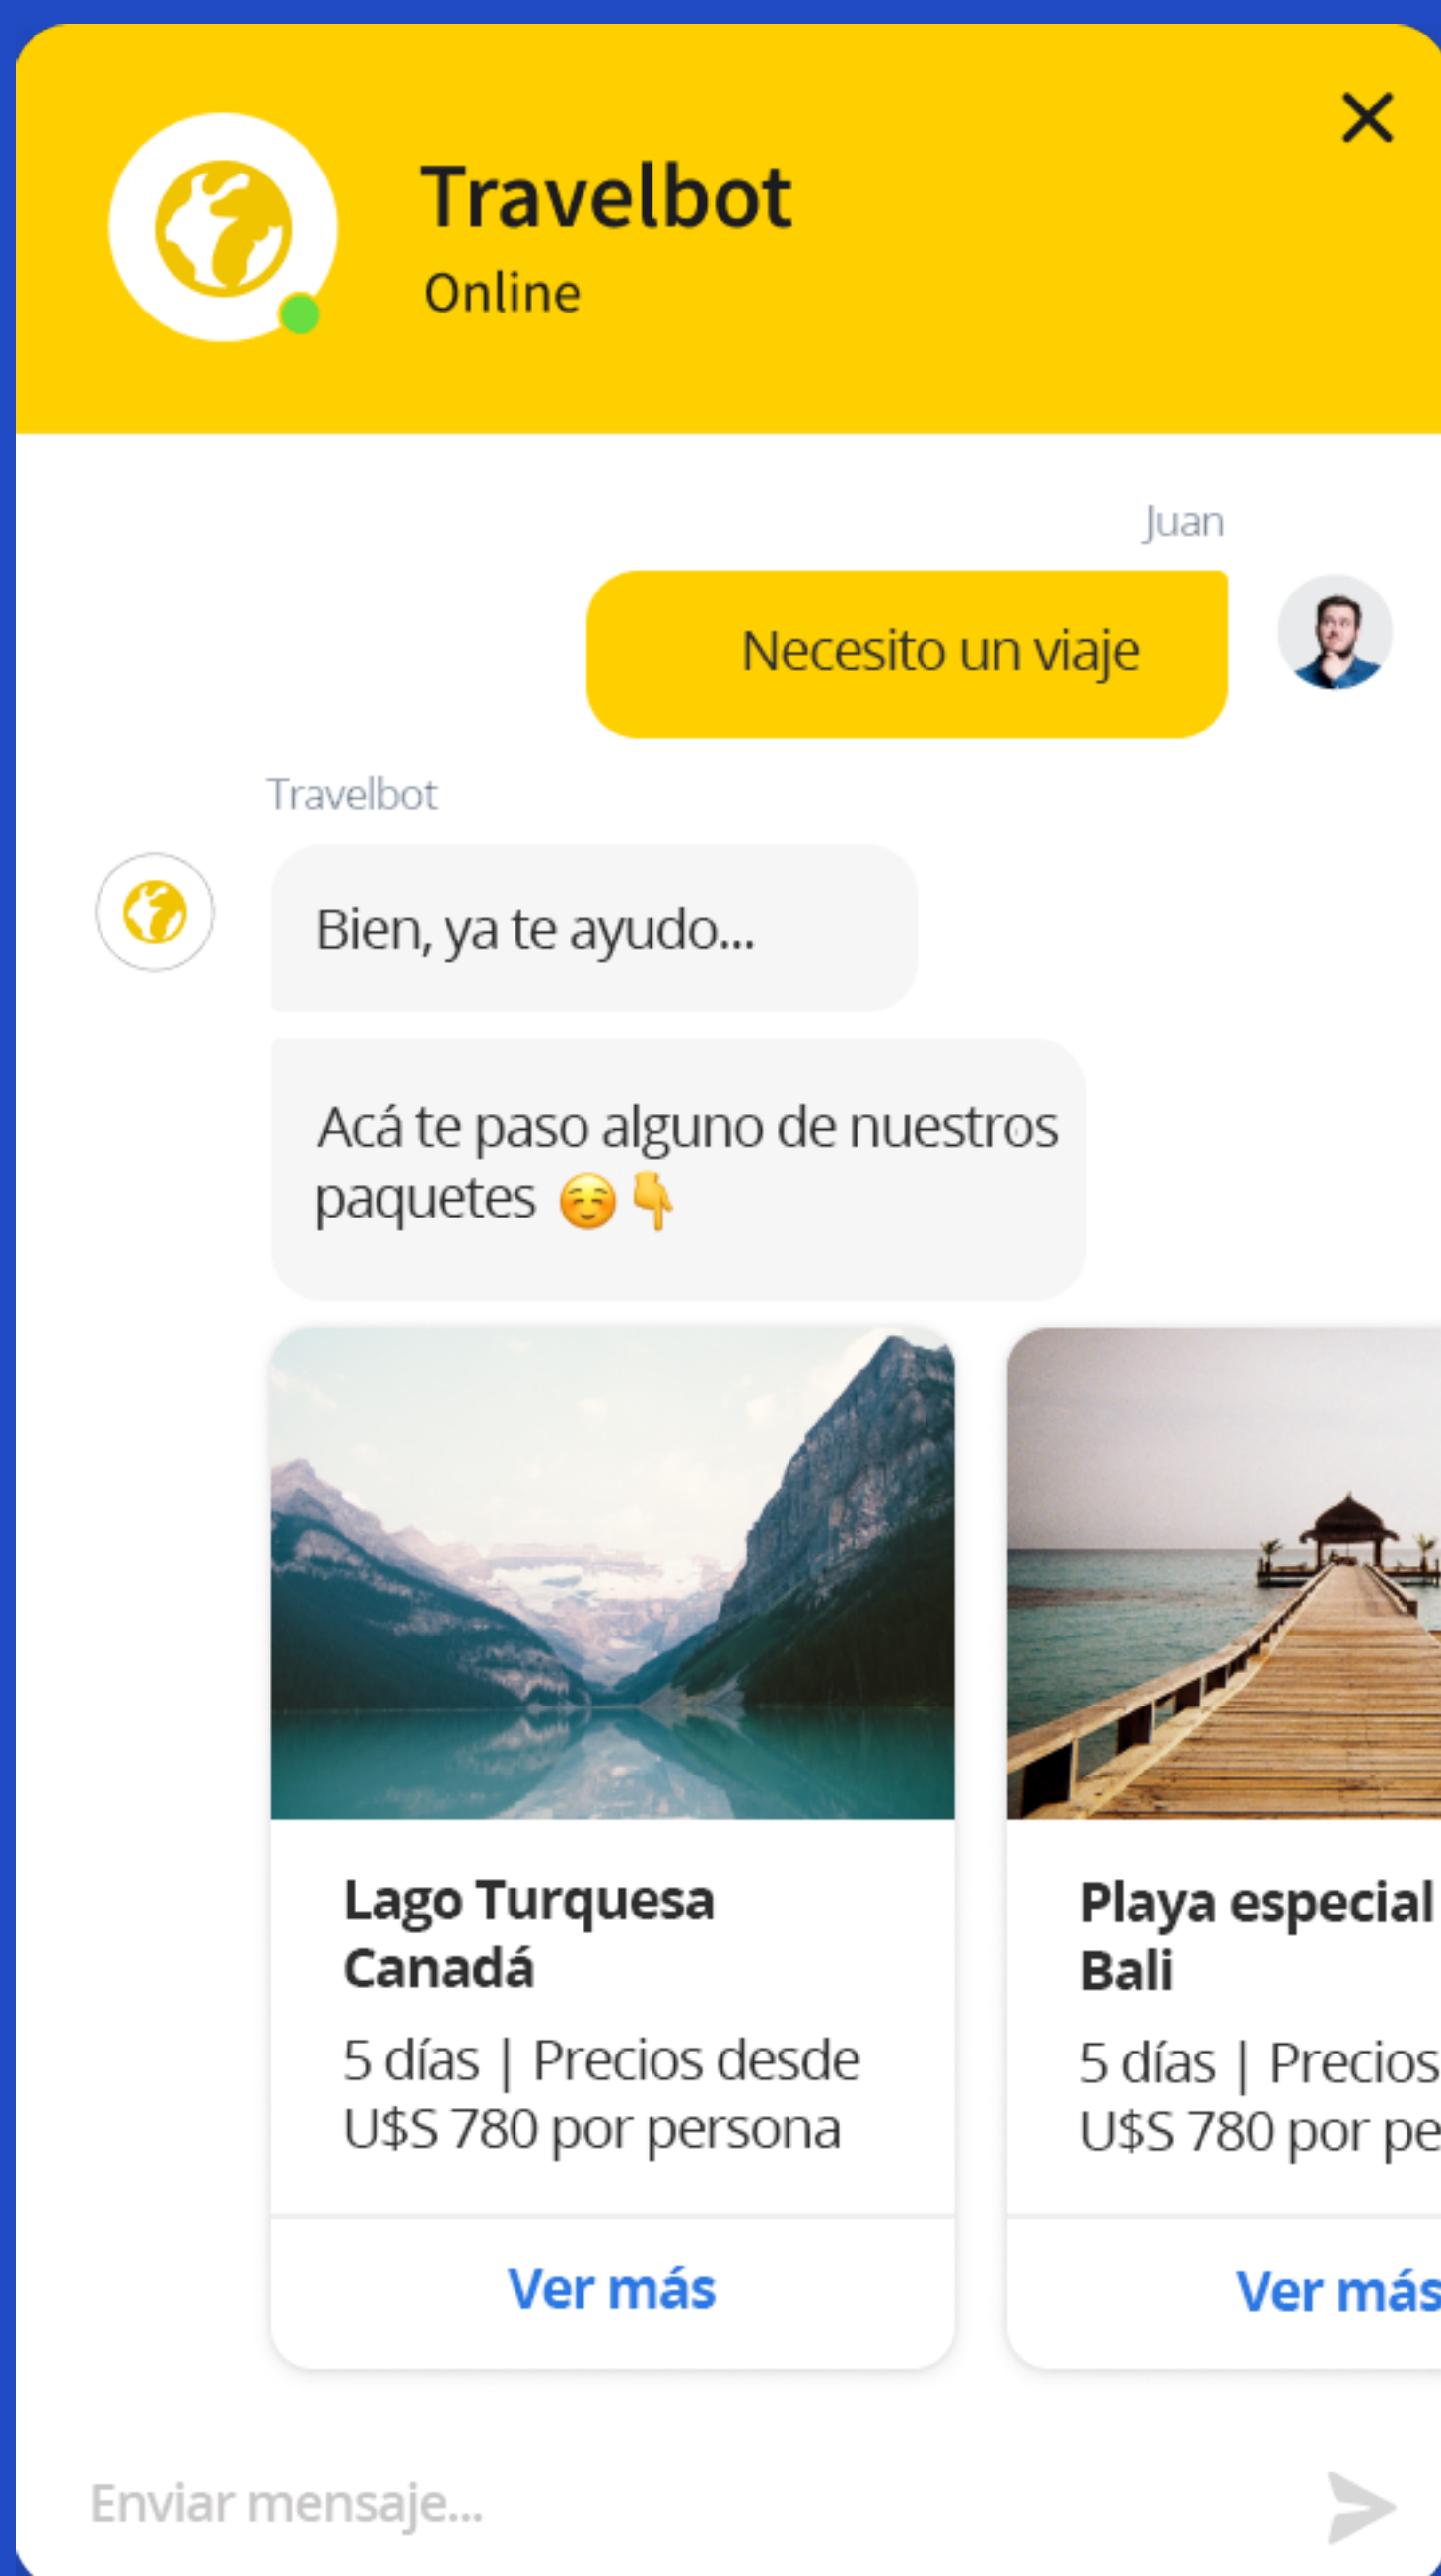 Travelbot
Online
Juan
Necesito un viaje
Travelbot
Bien, ya te ayudo...
Acá te paso alguno de nuestros
paquetes ☺️👇
Lago Turquesa
Canadá
5 días | Precios desde
U$S 780 por persona
Ver más
Playa especial
Bali
5 días | Precios
U$S 780 por pe
Ver más
Enviar mensaje...